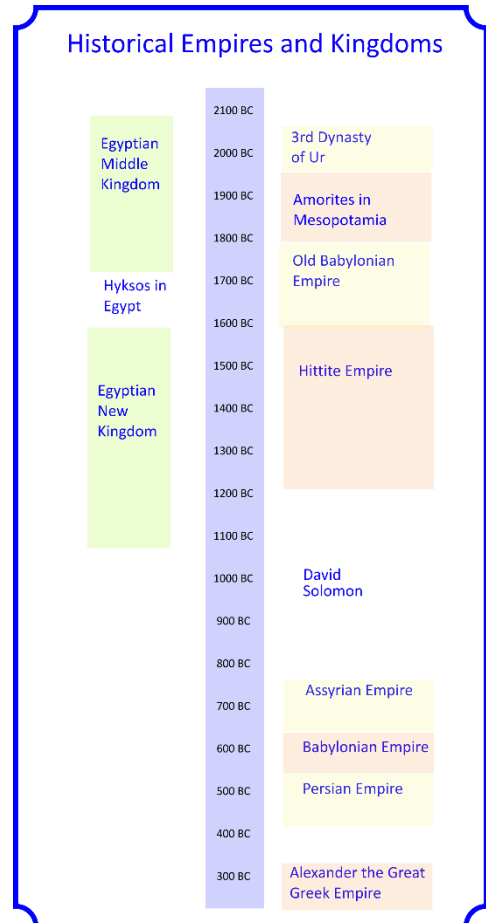 Historical Empires and Kingdoms
2100 BC
2000 BC
1900 BC
1800 BC
1700 BC
1600 BC
1500 BC
1400 BC
1300 BC
1200 BC
1100 BC
1000 BC
900 BC
800 BC
700 BC
600 BC
500 BC
400 BC
300 BC
Egyptian
Middle
Kingdom
Hyksos in
Egypt
Egyptian
New
Kingdom
3rd Dynasty
of Ur
Amorites in
Mesopotamia
Old Babylonian
Empire
Hittite Empire
David
Solomon
Assyrian Empire
Babylonian Empire
Persian Empire
Alexander the Great
Greek Empire